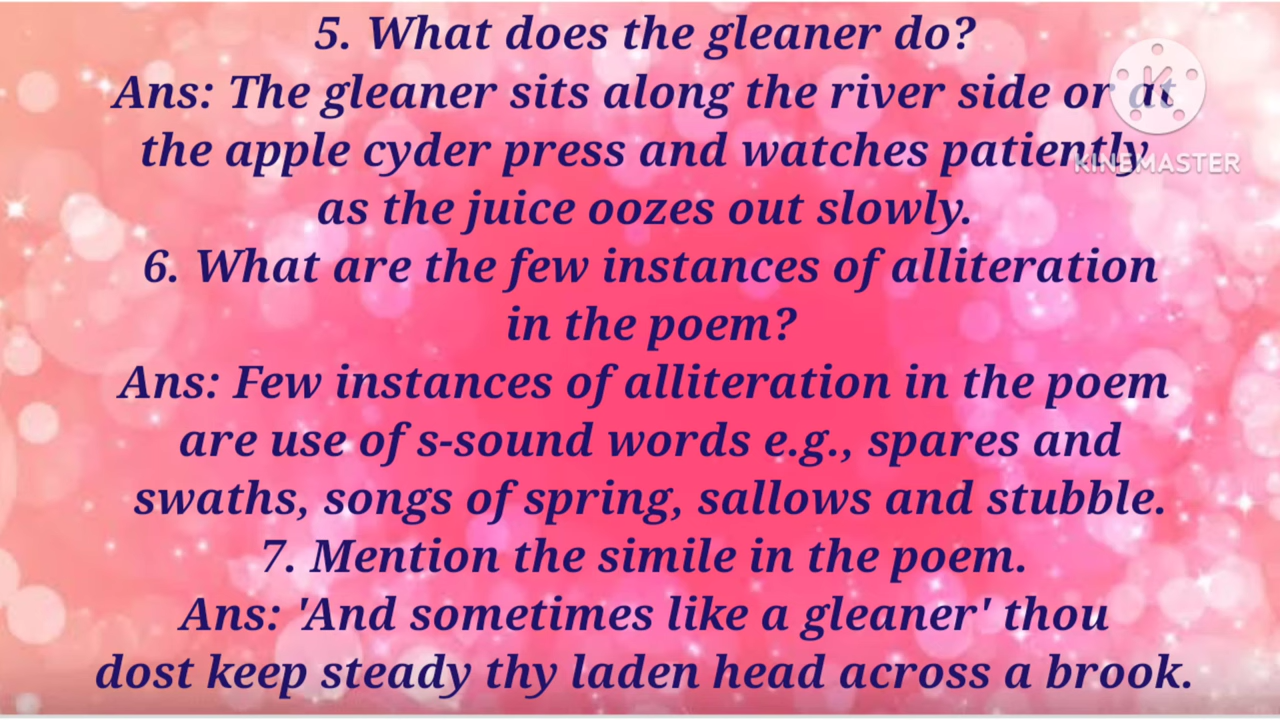 5. What does the gleaner do?
Ans: The gleaner sits along the river side or at
the apple cyder press and watches patiently
as the juice oozes out slowly.
6. What are the few instances of alliteration
in the poem?
Ans: Few instances of alliteration in the poem
are use of s-sound words e.g., spares and
swaths, songs of spring, sallows and stubble.
7. Mention the simile in the poem.
Ans: 'And sometimes like a gleaner' thou
dost keep steady thy laden head across a brook.
K
KINEMASTER